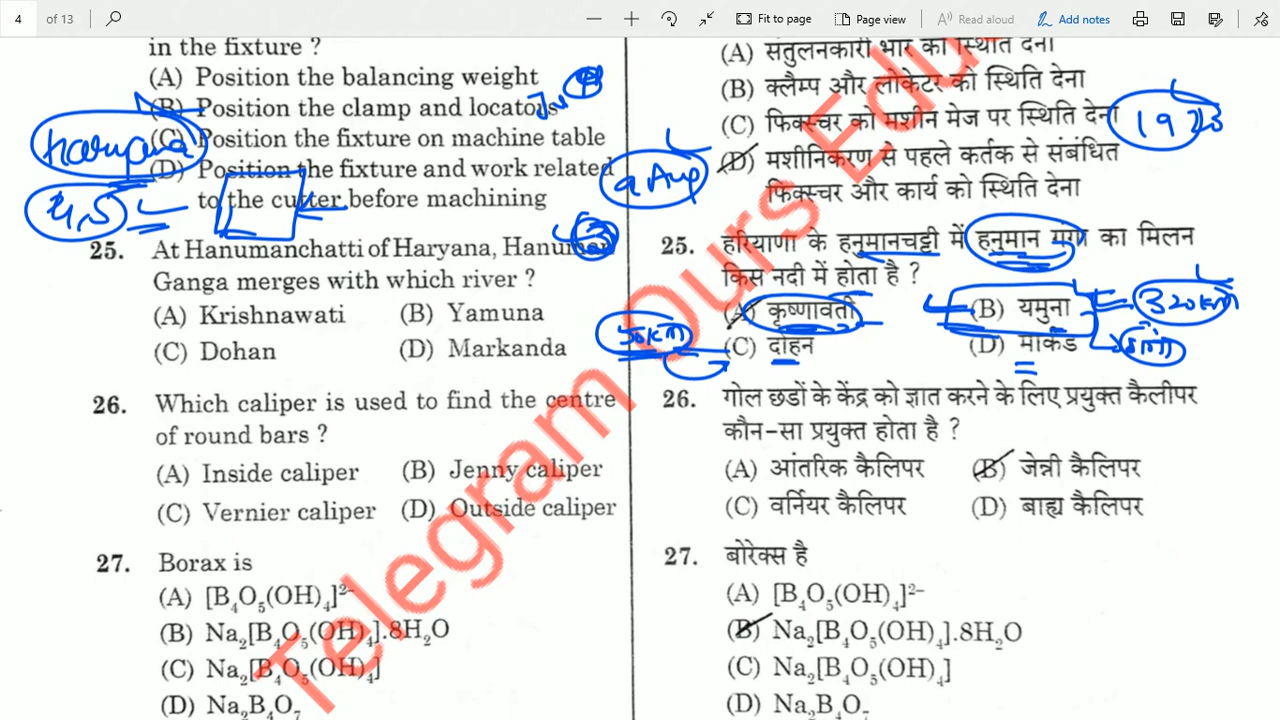 4 of 13 Fit to page Page view Read aloud Add notes
in the fixture ?
(A) Position the balancing weight
(B) Position the clamp and locators
(C) Position the fixture on machine table
(D) Position the fixture and work related
to the cutter before machining
25. At Hanumanchatti of Haryana, Hanuman
Ganga merges with which river ?
(A) Krishnawati (B) Yamuna
(C) Dohan (D) Markanda
26. Which caliper is used to find the centre
of round bars ?
(A) Inside caliper (B) Jenny caliper
(C) Vernier caliper (D) Outside caliper
27. Borax is
(A) [B₄O₅(OH)₄]²⁻
(B) Na₂[B₄O₅(OH)₄].8H₂O
(C) Na₂[B₄O₅(OH)₄]
(D) Na₂B₄O₇
(A) संतुलनकारी भार को स्थिति देना
(B) क्लैम्प और लोकेटर को स्थिति देना
(C) फिक्स्चर को मशीन मेज पर स्थिति देना
(D) मशीनिकरण से पहले कर्तक से संबंधित
फिक्स्चर और कार्य को स्थिति देना
25. हरियाणा के हनुमानचट्टी में हनुमान गंगा का मिलन
किस नदी में होता है ?
(A) कृष्णावती (B) यमुना
(C) दोहन (D) मार्कंड
26. गोल छडों के केंद्र को ज्ञात करने के लिए प्रयुक्त कैलीपर
कौन-सा प्रयुक्त होता है ?
(A) आंतरिक कैलिपर (B) जेन्नी कैलिपर
(C) वर्नियर कैलिपर (D) बाह्य कैलिपर
27. बोरेक्स है
(A) [B₄O₅(OH)₄]²⁻
(B) Na₂[B₄O₅(OH)₄].8H₂O
(C) Na₂[B₄O₅(OH)₄]
(D) Na₂B₄O₇
Haryana
4,5
3
320km
50km
Telegram Ours Edu